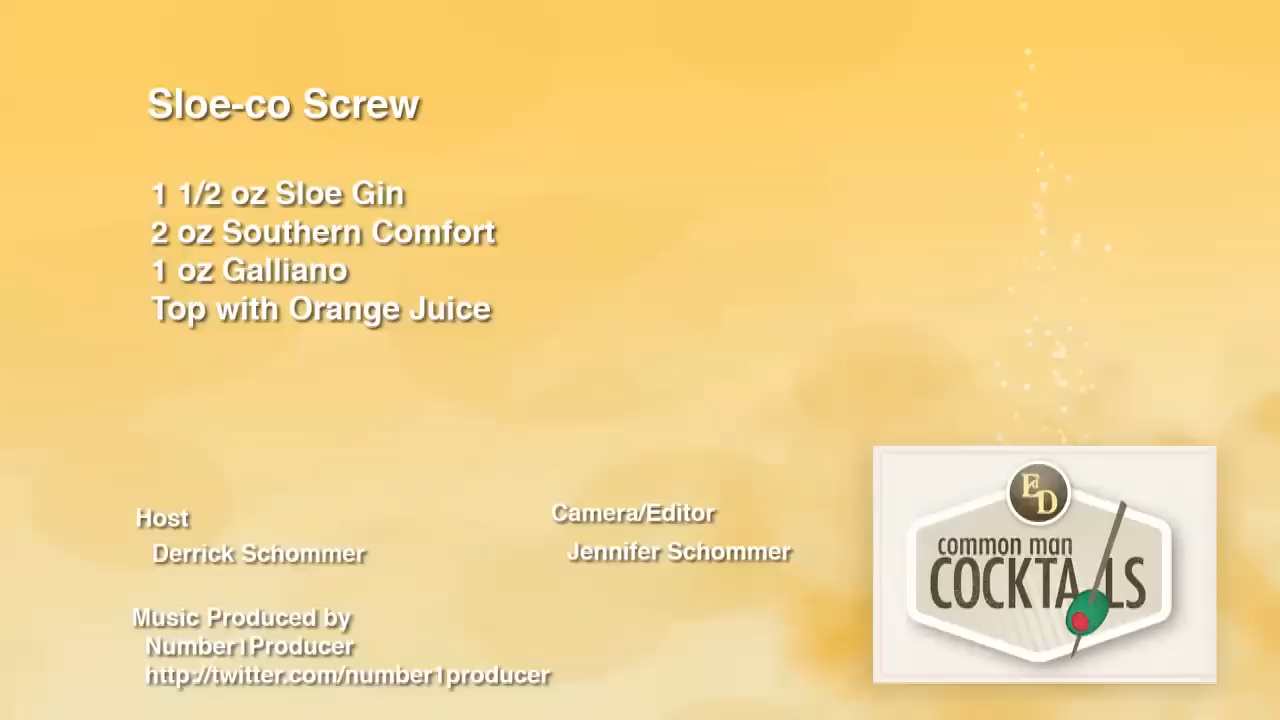 Sloe-co Screw
1 1/2 oz Sloe Gin
2 oz Southern Comfort
1 oz Galliano
Top with Orange Juice
Host
Derrick Schommer
Camera/Editor
Jennifer Schommer
Music Produced by
Number1Producer
http://twitter.com/number1producer
ED
common man
COCKTAILS